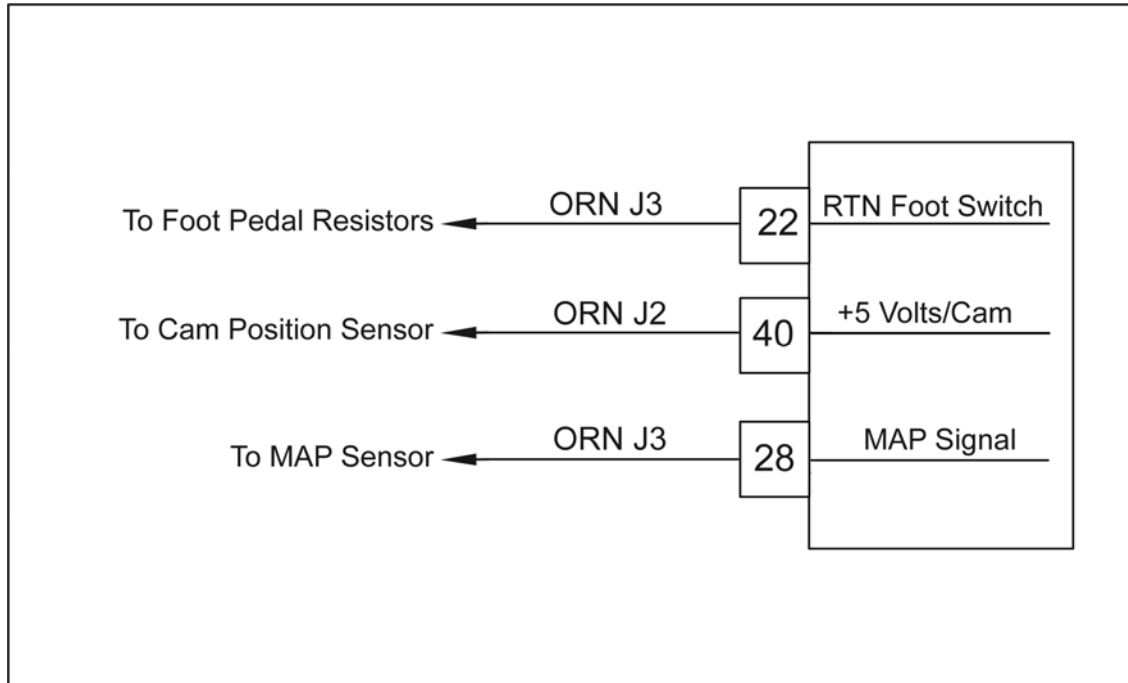 To Foot Pedal Resistors ORN J3 22 RTN Foot Switch
To Cam Position Sensor ORN J2 40 +5 Volts/Cam
To MAP Sensor ORN J3 28 MAP Signal